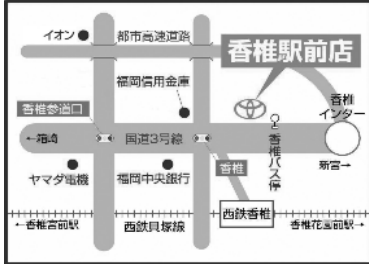 イオン
都市高速道路
香椎駅前店
福岡信用金庫
香椎参道口
香椎
インター
←箱崎
国道3号線
香椎バス停
新宮→
ヤマダ電機
福岡中央銀行
香椎
西鉄香椎
←香椎宮前駅
西鉄貝塚線
香椎花園前駅→